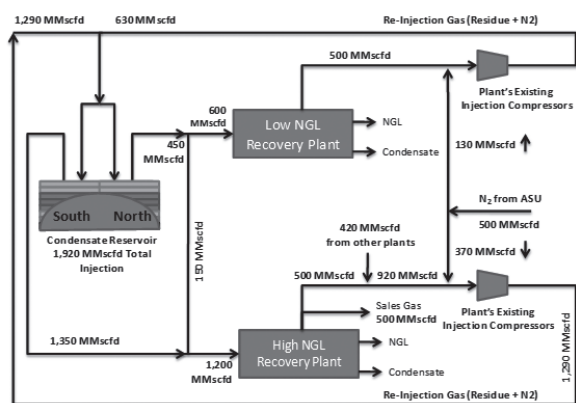 1,290 MMscfd
630 MMscfd
Re-Injection Gas (Residue + N2)
500 MMscfd
Plant's Existing
Injection Compressors
600
MMscfd
Low NGL
Recovery Plant
NGL
Condensate
450
MMscfd
130 MMscfd
N2 from ASU
500 MMscfd
370 MMscfd
South
North
Condensate Reservoir
1,920 MMscfd Total
Injection
150 MMscfd
420 MMscfd
from other plants
500 MMscfd
920 MMscfd
Sales Gas
500 MMscfd
Plant's Existing
Injection Compressors
1,350 MMscfd
1,200
MMscfd
High NGL
Recovery Plant
NGL
Condensate
1,290 MMscfd
Re-Injection Gas (Residue + N2)